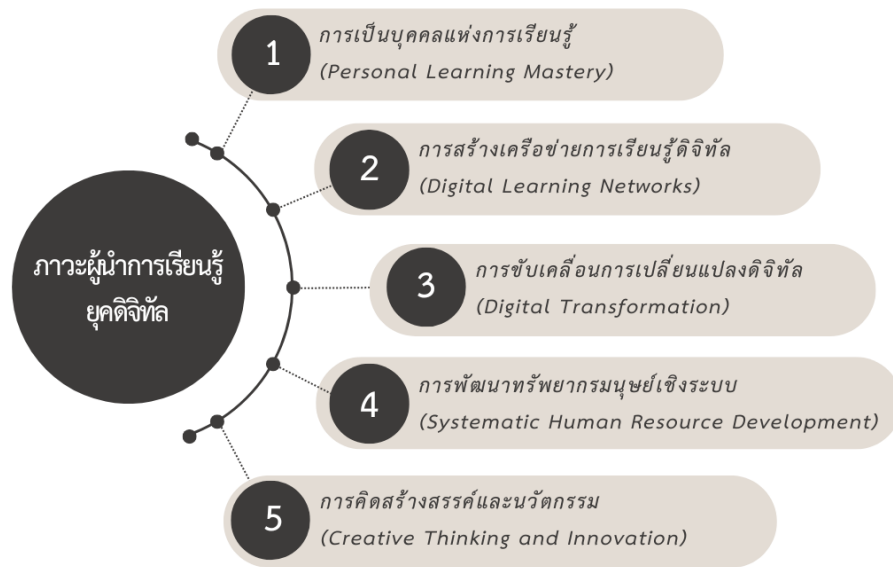 ภาวะผู้นำการเรียนรู้
ยุคดิจิทัล
1
การเป็นบุคคลแห่งการเรียนรู้
(Personal Learning Mastery)
2
การสร้างเครือข่ายการเรียนรู้ดิจิทัล
(Digital Learning Networks)
3
การขับเคลื่อนการเปลี่ยนแปลงดิจิทัล
(Digital Transformation)
4
การพัฒนาทรัพยากรมนุษย์เชิงระบบ
(Systematic Human Resource Development)
5
การคิดสร้างสรรค์และนวัตกรรม
(Creative Thinking and Innovation)